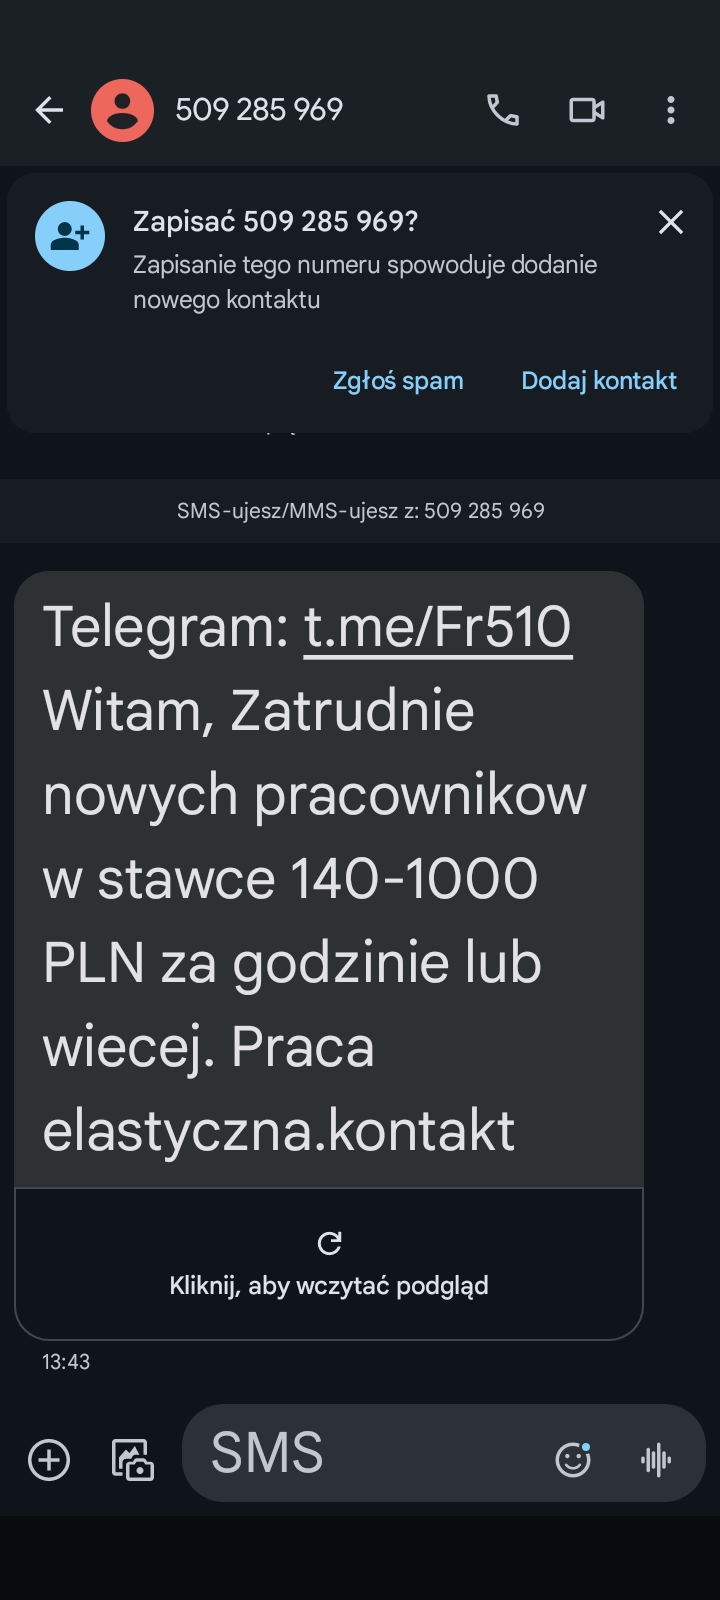 509 285 969
Zapisać 509 285 969?
Zapisanie tego numeru spowoduje dodanie
nowego kontaktu
Zgłoś spam Dodaj kontakt
SMS-ujesz/MMS-ujesz z: 509 285 969
Telegram: t.me/Fr510
Witam, Zatrudnie
nowych pracownikow
w stawce 140-1000
PLN za godzinie lub
wiecej. Praca
elastyczna.kontakt
Kliknij, aby wczytać podgląd
13:43
SMS